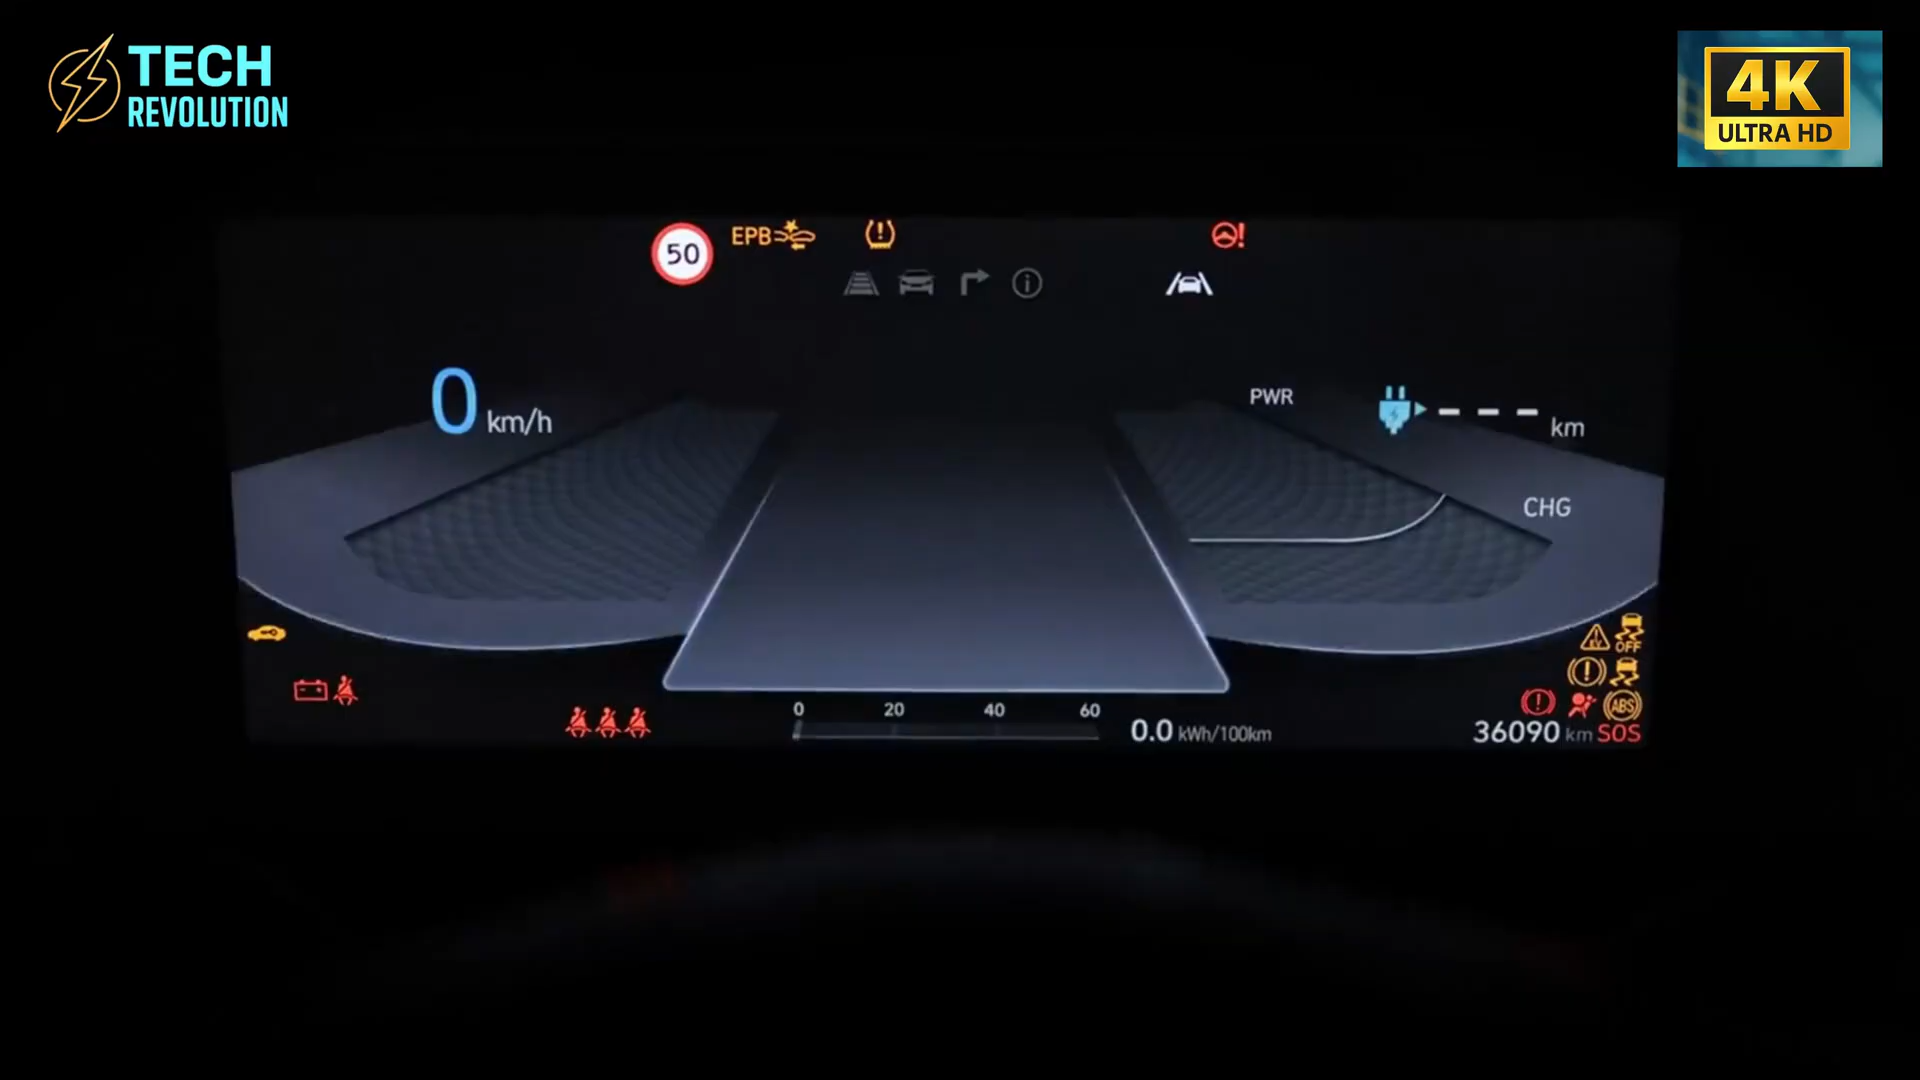 TECH
REVOLUTION
4K
ULTRA HD
50
EPB
0 km/h
PWR
--- km
CHG
EV
OFF
ABS
0 20 40 60
0.0 kWh/100km
36090 km SOS